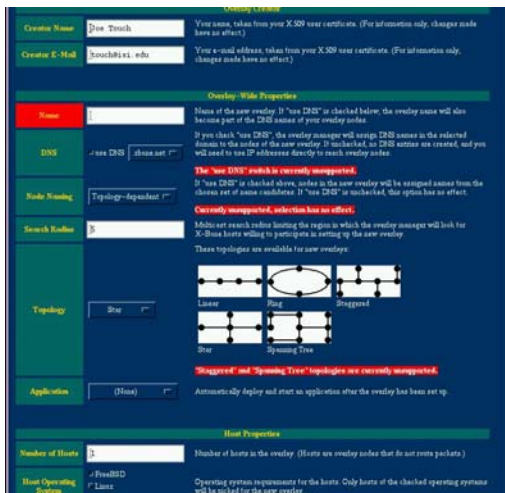 Overlay Creator
Creator Name
Joe Touch
Your name, taken from your X.509 user certificate. (For information only, changes made
have no effect.)
Creator E-Mail
touch@isi.edu
Your e-mail address, taken from your X.509 user certificate. (For information only,
changes made have no effect.)
Overlay-Wide Properties
Name
Name of the new overlay. If "use DNS" is checked below, the overlay name will also
become part of the DNS names of your overlay nodes.
DNS
use DNS .xbone.net
If you check "use DNS", the overlay manager will assign DNS names in the selected
domain to the nodes of the new overlay. If unchecked, no DNS entries are created, and you
will need to use IP addresses directly to reach overlay nodes.
The "use DNS" switch is currently unsupported.
Node Naming
Topology-dependent
If "use DNS" is checked above, nodes in the new overlay will be assigned names from the
chosen set of name candidates. If "use DNS" is unchecked, this option has no effect.
Currently unsupported, selection has no effect.
Search Radius
5
Multicast search radius limiting the region in which the overlay manager will look for
X-Bone hosts willing to participate in setting up the new overlay.
These topologies are available for new overlays:
Topology
Star
Linear
Ring
Staggered
Star
Spanning Tree
"Staggered" and "Spanning Tree" topologies are currently unsupported.
Application
(None)
Automatically deploy and start an application after the overlay has been set up.
Host Properties
Number of Hosts
1
Number of hosts in the overlay. (Hosts are overlay nodes that do not route packets.)
Host Operating
System
FreeBSD
Linux
Operating system requirements for the hosts. Only hosts of the checked operating systems
will be picked for the new overlay.